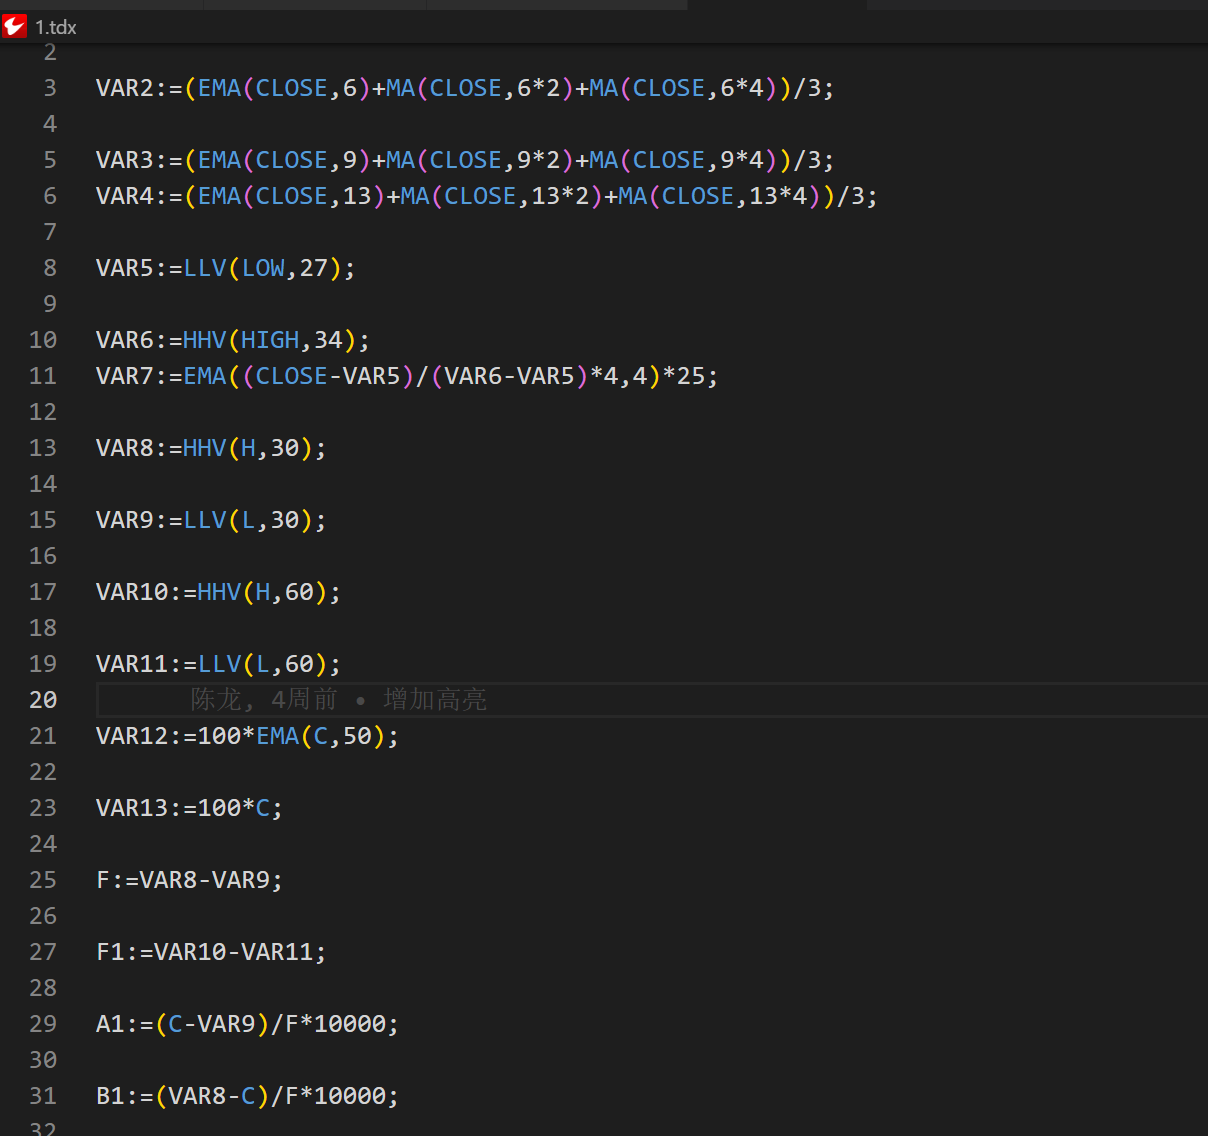 1.tdx
2
3 VAR2:=(EMA(CLOSE,6)+MA(CLOSE,6*2)+MA(CLOSE,6*4))/3;
4
5 VAR3:=(EMA(CLOSE,9)+MA(CLOSE,9*2)+MA(CLOSE,9*4))/3;
6 VAR4:=(EMA(CLOSE,13)+MA(CLOSE,13*2)+MA(CLOSE,13*4))/3;
7
8 VAR5:=LLV(LOW,27);
9
10 VAR6:=HHV(HIGH,34);
11 VAR7:=EMA((CLOSE-VAR5)/(VAR6-VAR5)*4,4)*25;
12
13 VAR8:=HHV(H,30);
14
15 VAR9:=LLV(L,30);
16
17 VAR10:=HHV(H,60);
18
19 VAR11:=LLV(L,60);
20 陈龙, 4周前 • 增加高亮
21 VAR12:=100*EMA(C,50);
22
23 VAR13:=100*C;
24
25 F:=VAR8-VAR9;
26
27 F1:=VAR10-VAR11;
28
29 A1:=(C-VAR9)/F*10000;
30
31 B1:=(VAR8-C)/F*10000;
32